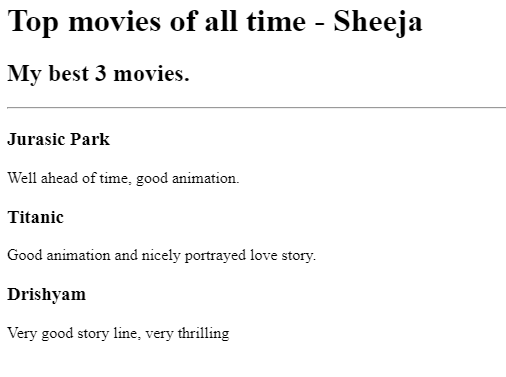 Top movies of all time - Sheeja
My best 3 movies.
Jurasic Park
Well ahead of time, good animation.
Titanic
Good animation and nicely portrayed love story.
Drishyam
Very good story line, very thrilling